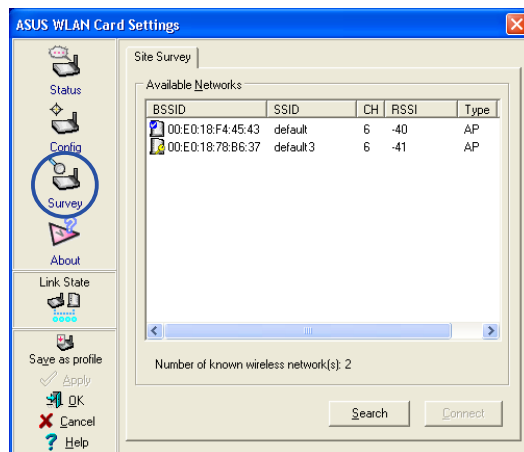 ASUS WLAN Card Settings
Status
Config
Survey
About
Link State
Save as profile
Apply
OK
Cancel
Help
Site Survey
Available Networks
BSSID SSID CH RSSI Type
00:E0:18:F4:45:43 default 6 -40 AP
00:E0:18:78:B6:37 default3 6 -41 AP
Number of known wireless network(s): 2
Search Connect